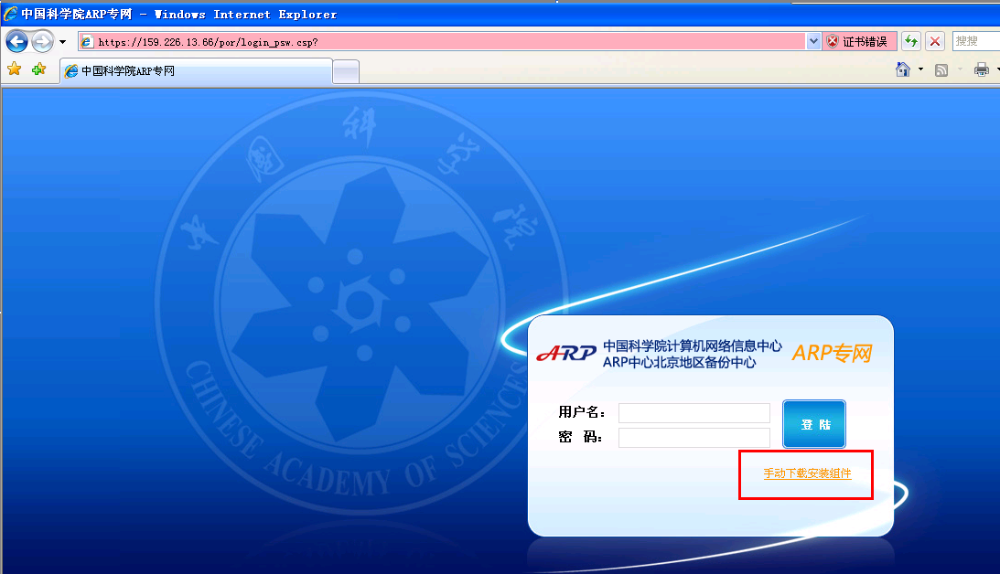 中国科学院ARP专网 - Windows Internet Explorer
https://159.226.13.66/por/login_psw.csp?
证书错误
搜搜
中国科学院ARP专网
中国科学院
CHINESE ACADEMY OF SCIENCES
ARP
中国科学院计算机网络信息中心
ARP中心北京地区备份中心
ARP专网
用户名：
密 码：
登 陆
手动下载安装组件